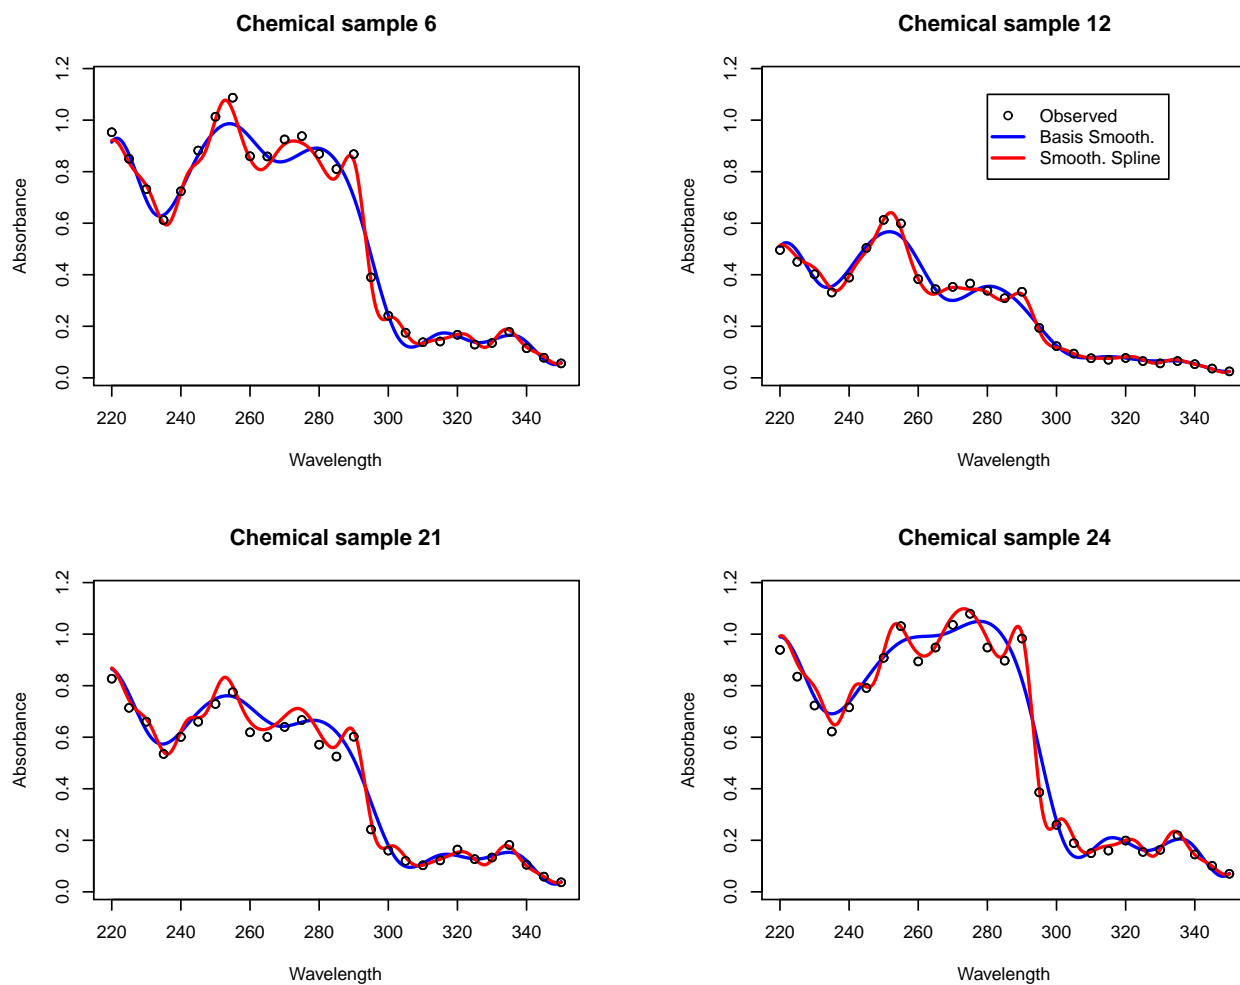 Chemical sample 6
Absorbance
0.0 0.2 0.4 0.6 0.8 1.0 1.2
220 240 260 280 300 320 340
Wavelength
Chemical sample 12
Absorbance
0.0 0.2 0.4 0.6 0.8 1.0 1.2
Observed
Basis Smooth.
Smooth. Spline
220 240 260 280 300 320 340
Wavelength
Chemical sample 21
Absorbance
0.0 0.2 0.4 0.6 0.8 1.0 1.2
220 240 260 280 300 320 340
Wavelength
Chemical sample 24
Absorbance
0.0 0.2 0.4 0.6 0.8 1.0 1.2
220 240 260 280 300 320 340
Wavelength